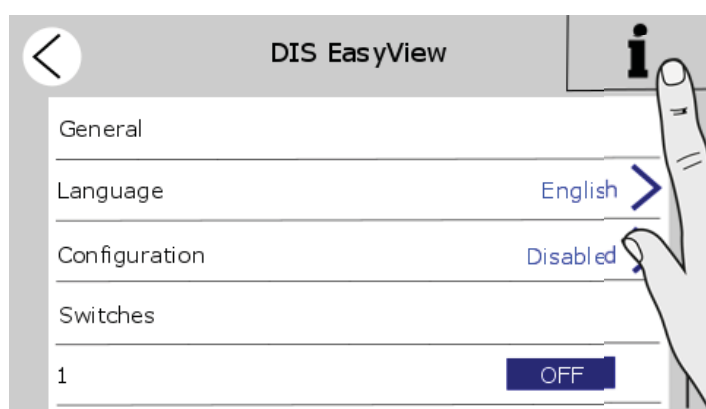 DIS EasyView i
General
Language English
Configuration Disabled
Switches
1 OFF